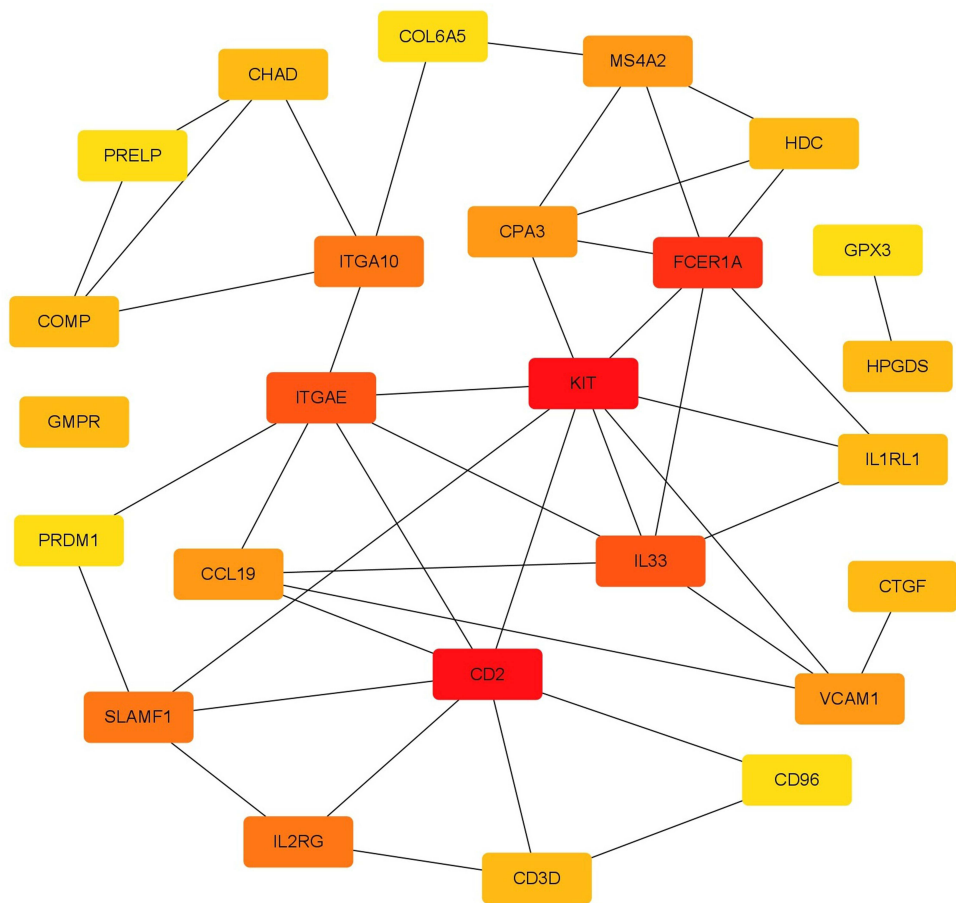 COL6A5
MS4A2
CHAD
HDC
PRELP
CPA3
GPX3
ITGA10
FCER1A
COMP
HPGDS
KIT
ITGAE
GMPR
IL1RL1
PRDM1
IL33
CCL19
CTGF
CD2
VCAM1
SLAMF1
CD96
IL2RG
CD3D